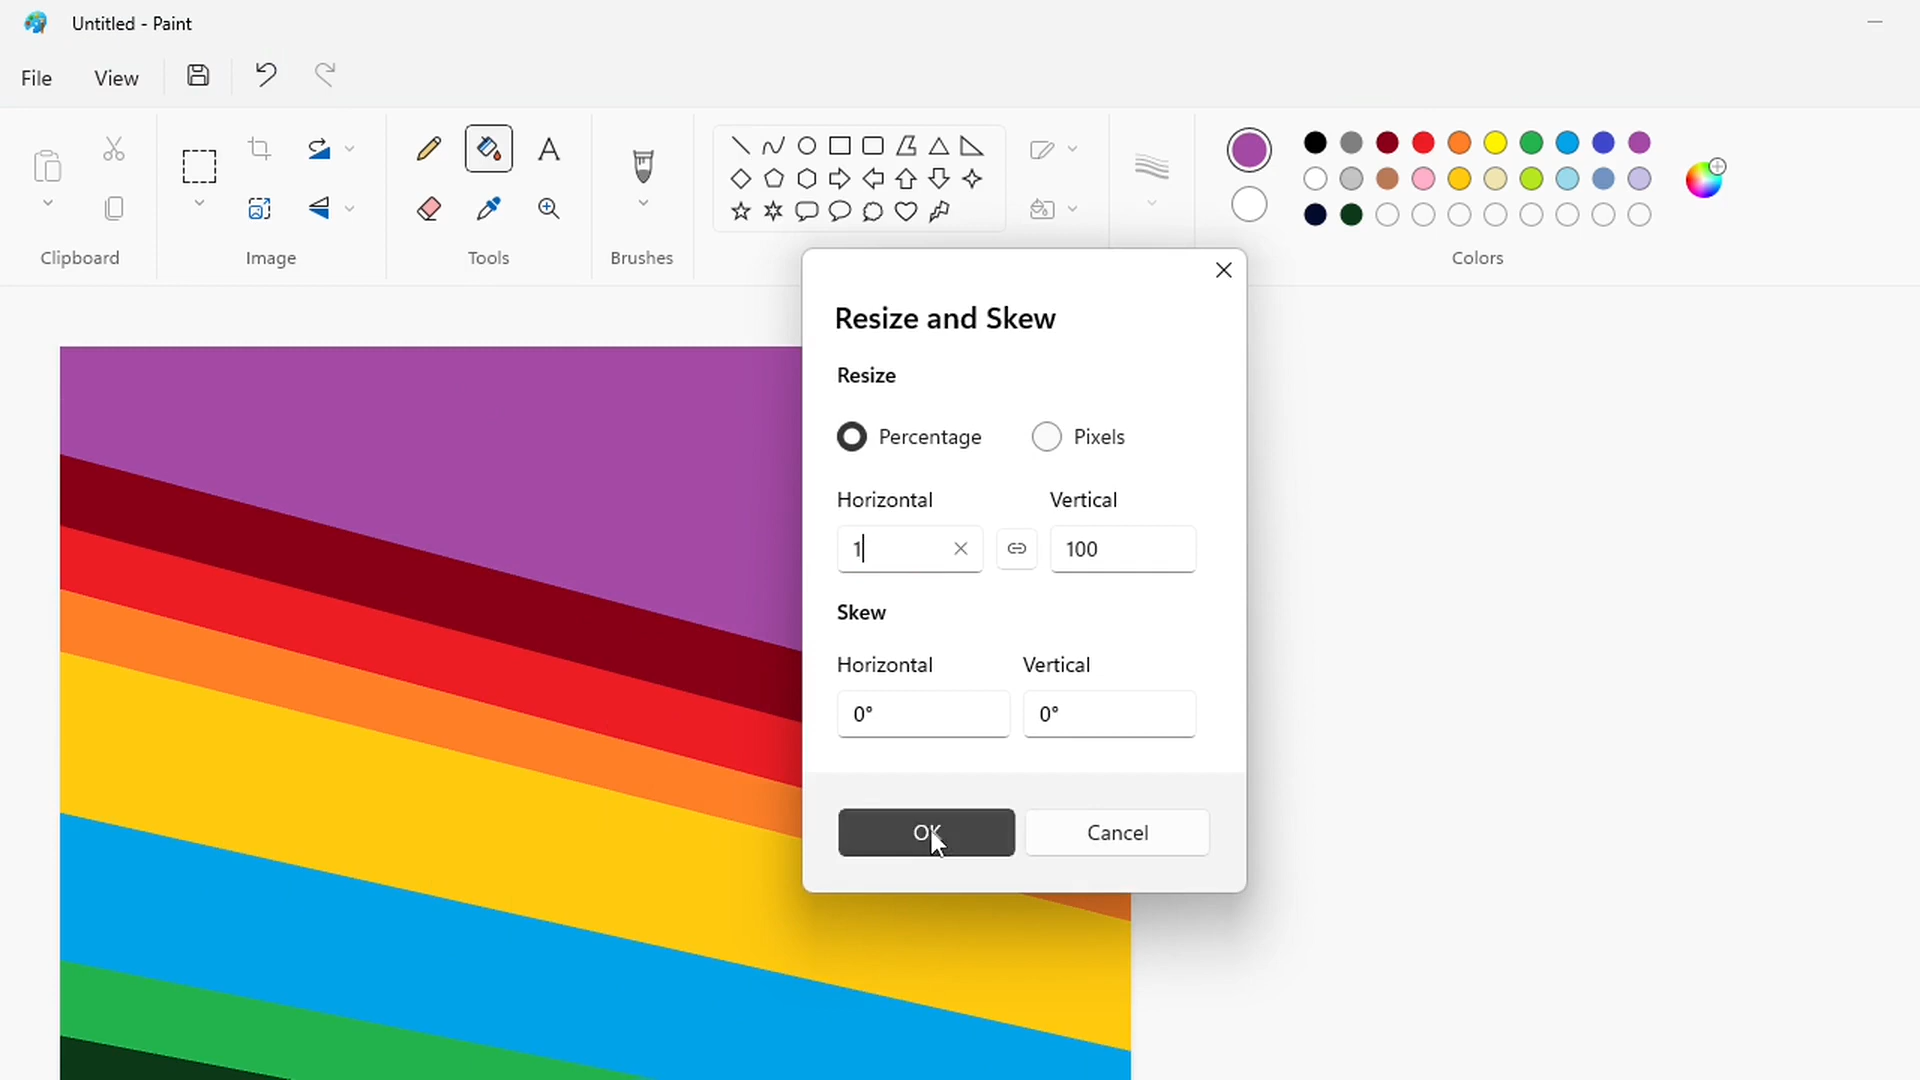 Untitled - Paint
File View
Clipboard Image Tools Brushes Colors
Resize and Skew
Resize
Percentage Pixels
Horizontal Vertical
1 100
Skew
Horizontal Vertical
0° 0°
OK Cancel